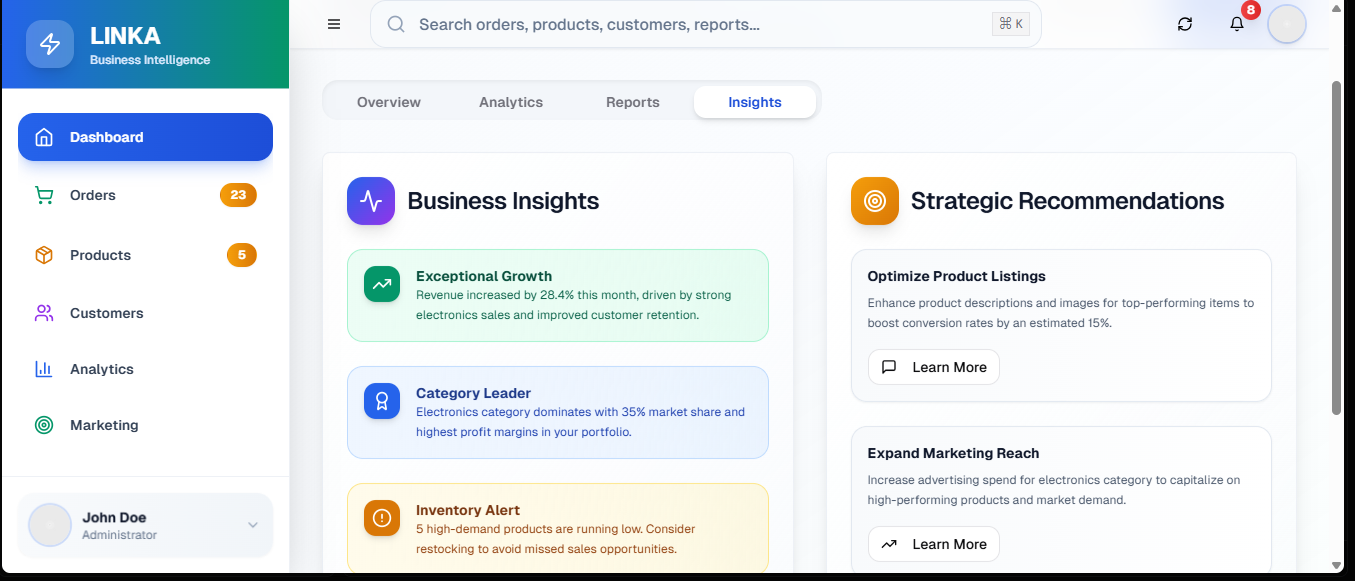 LINKA
Business Intelligence
Dashboard
Orders 23
Products 5
Customers
Analytics
Marketing
John Doe
Administrator
Search orders, products, customers, reports...
⌘ K
8
Overview Analytics Reports Insights
Business Insights
Exceptional Growth
Revenue increased by 28.4% this month, driven by strong
electronics sales and improved customer retention.
Category Leader
Electronics category dominates with 35% market share and
highest profit margins in your portfolio.
Inventory Alert
5 high-demand products are running low. Consider
restocking to avoid missed sales opportunities.
Strategic Recommendations
Optimize Product Listings
Enhance product descriptions and images for top-performing items to
boost conversion rates by an estimated 15%.
Learn More
Expand Marketing Reach
Increase advertising spend for electronics category to capitalize on
high-performing products and market demand.
Learn More